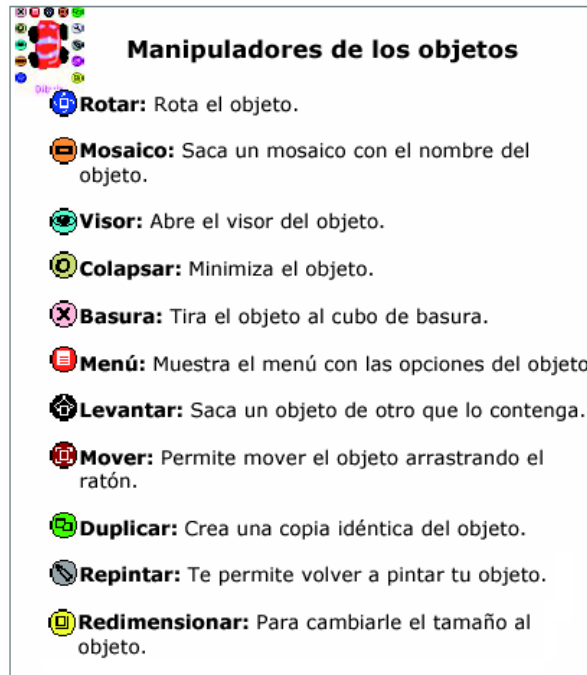 Manipuladores de los objetos
Rotar: Rota el objeto.
Mosaico: Saca un mosaico con el nombre del
objeto.
Visor: Abre el visor del objeto.
Colapsar: Minimiza el objeto.
Basura: Tira el objeto al cubo de basura.
Menú: Muestra el menú con las opciones del objeto
Levantar: Saca un objeto de otro que lo contenga.
Mover: Permite mover el objeto arrastrando el
ratón.
Duplicar: Crea una copia idéntica del objeto.
Repintar: Te permite volver a pintar tu objeto.
Redimensionar: Para cambiarle el tamaño al
objeto.